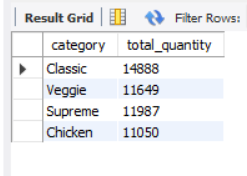 Result Grid Filter Rows:
category total_quantity
Classic 14888
Veggie 11649
Supreme 11987
Chicken 11050